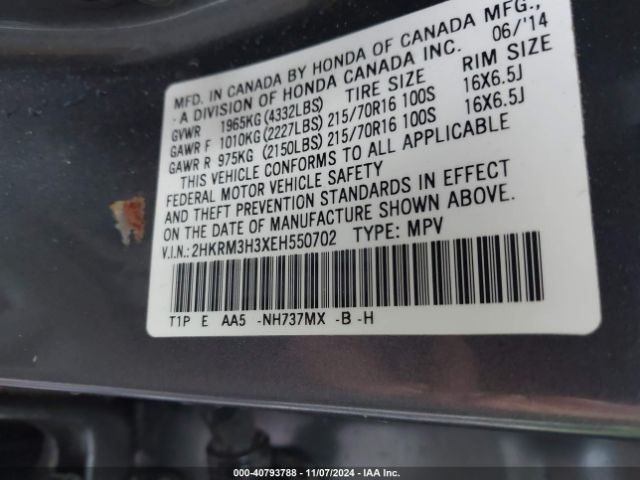 MFD. IN CANADA BY HONDA OF CANADA MFG.,
A DIVISION OF HONDA CANADA INC. 06/'14
GVWR 1965KG (4332LBS) TIRE SIZE RIM SIZE
GAWR F 1010KG (2227LBS) 215/70R16 100S 16X6.5J
GAWR R 975KG (2150LBS) 215/70R16 100S 16X6.5J
THIS VEHICLE CONFORMS TO ALL APPLICABLE
FEDERAL MOTOR VEHICLE SAFETY
AND THEFT PREVENTION STANDARDS IN EFFECT
ON THE DATE OF MANUFACTURE SHOWN ABOVE.
V.I.N.: 2HKRM3H3XEH550702 TYPE: MPV
T1P E AA5 -NH737MX -B -H
000-40793788 - 11/07/2024 - IAA Inc.